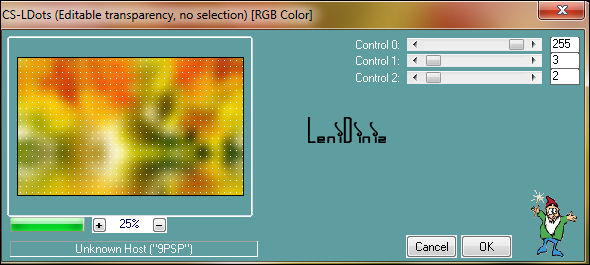 CS-LDots (Editable transparency, no selection) [RGB Color]
Control 0: 255
Control 1: 3
Control 2: 2
LeniDiniz
25%
Unknown Host ("9PSP")
Cancel OK